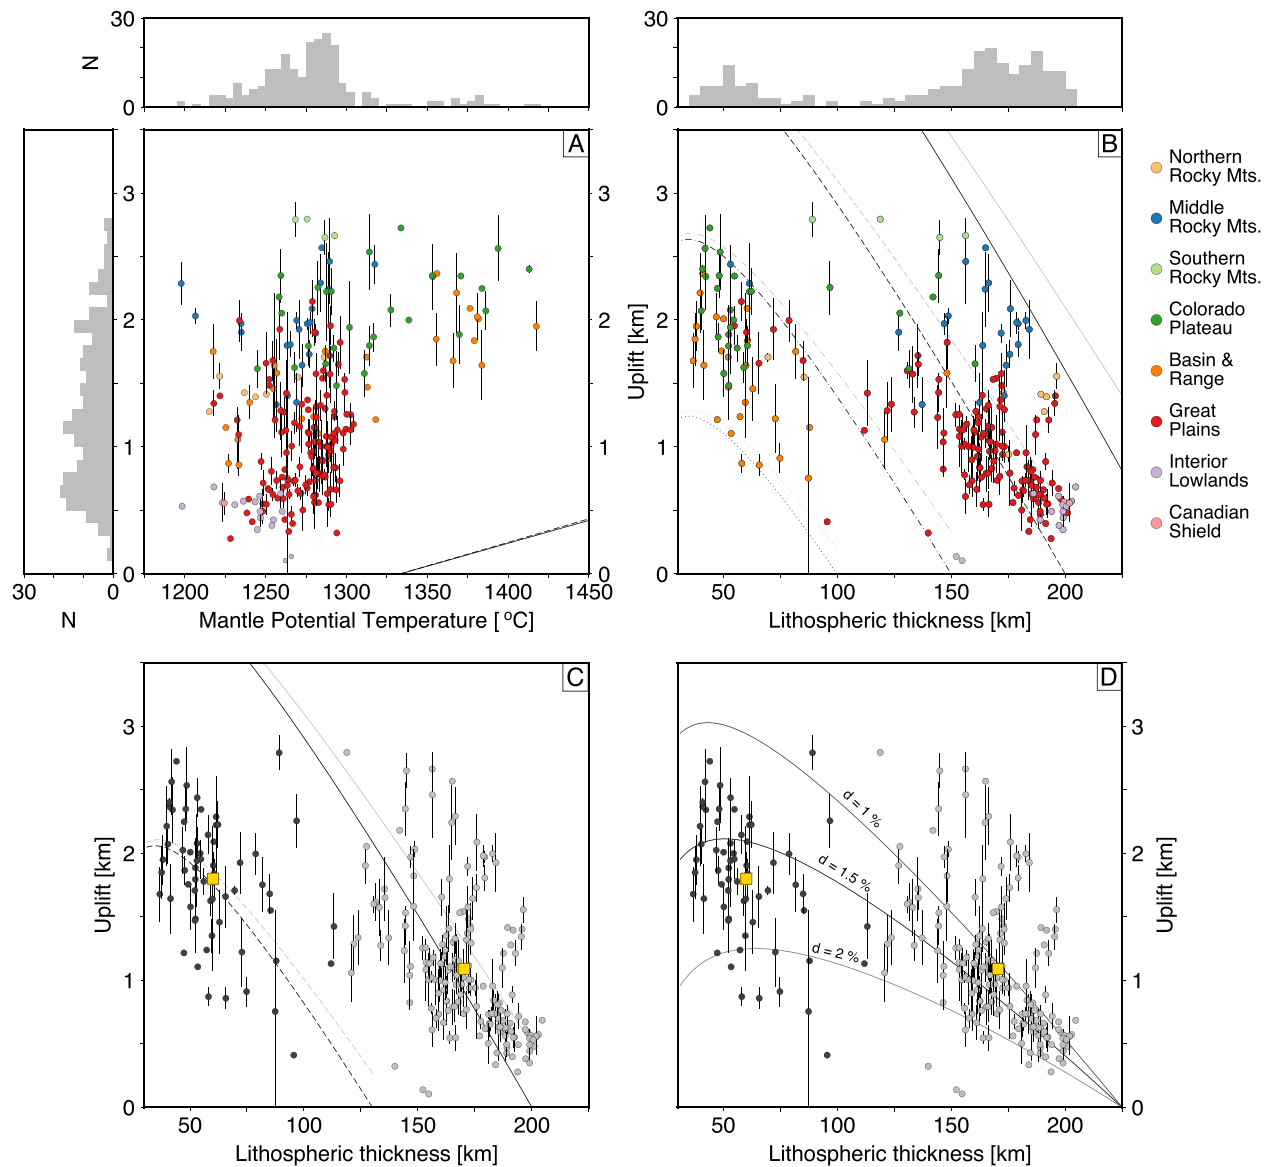 30
N
0
30
0
A
3
2
1
0
3
2
1
0
30
N
0
1200
1250
1300
1350
1400
1450
Mantle Potential Temperature [ ºC]
B
Uplift [km]
3
2
1
0
50
100
150
200
Lithospheric thickness [km]
Northern
Rocky Mts.
Middle
Rocky Mts.
Southern
Rocky Mts.
Colorado
Plateau
Basin &
Range
Great
Plains
Interior
Lowlands
Canadian
Shield
C
Uplift [km]
3
2
1
0
50
100
150
200
Lithospheric thickness [km]
D
d = 1 %
d = 1.5 %
d = 2 %
3
2
1
0
Uplift [km]
50
100
150
200
Lithospheric thickness [km]